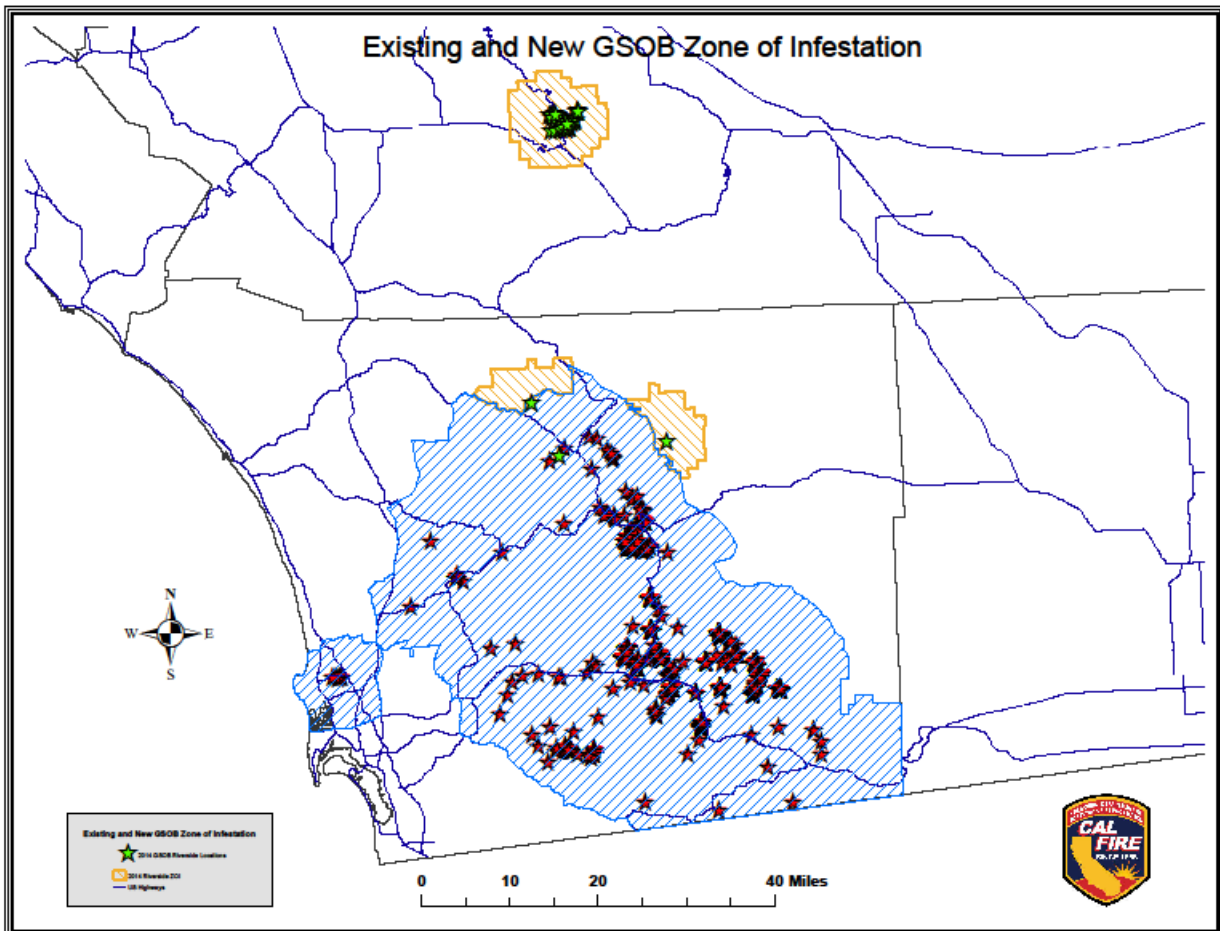 Existing and New GSOB Zone of Infestation
N
W E
S
Existing and New GSOB Zone of Infestation
2014 GSOB Riverside Locations
2014 Riverside ZOI
US Highways
0 10 20 40 Miles
CAL
FIRE